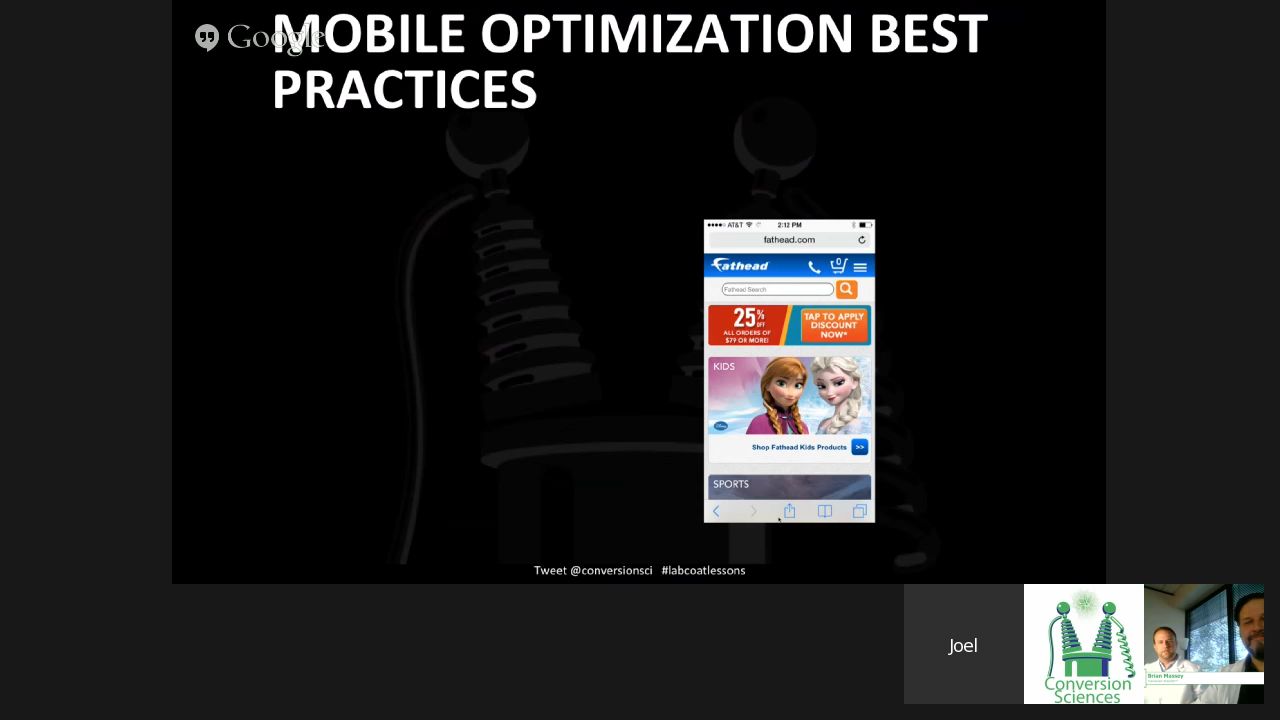 Google
MOBILE OPTIMIZATION BEST
PRACTICES
AT&T
2:12 PM
fathead.com
Fathead
0
Fathead Search
25% OFF
ALL ORDERS OF
$79 OR MORE!
TAP TO APPLY
DISCOUNT
NOW*
KIDS
Disney
Shop Fathead Kids Products >>
SPORTS
Tweet @conversionsci #labcoatlessons
Joel
Conversion
Sciences
Brian Massey